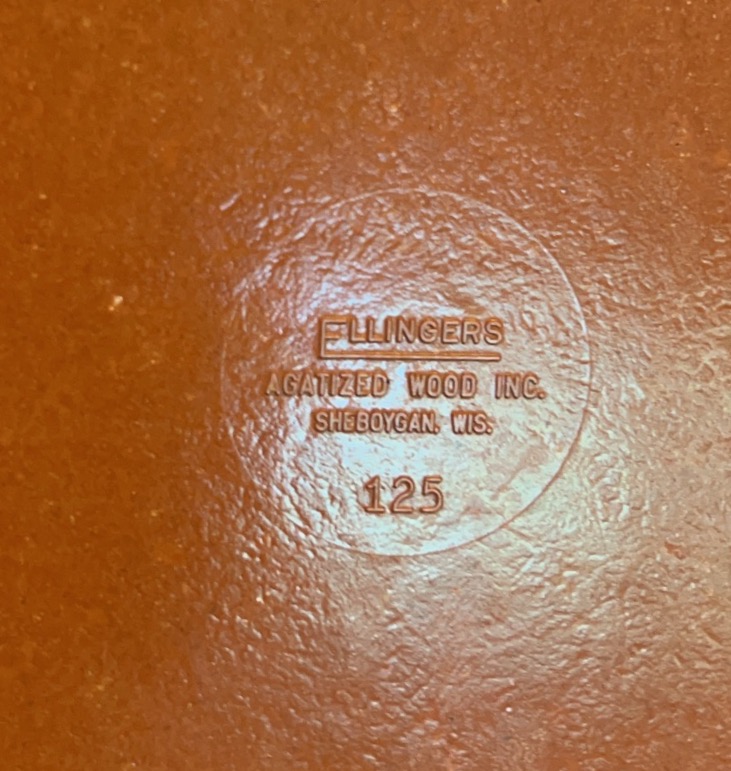 ELLINGERS
AGATIZED WOOD INC.
SHEBOYGAN, WIS.
125